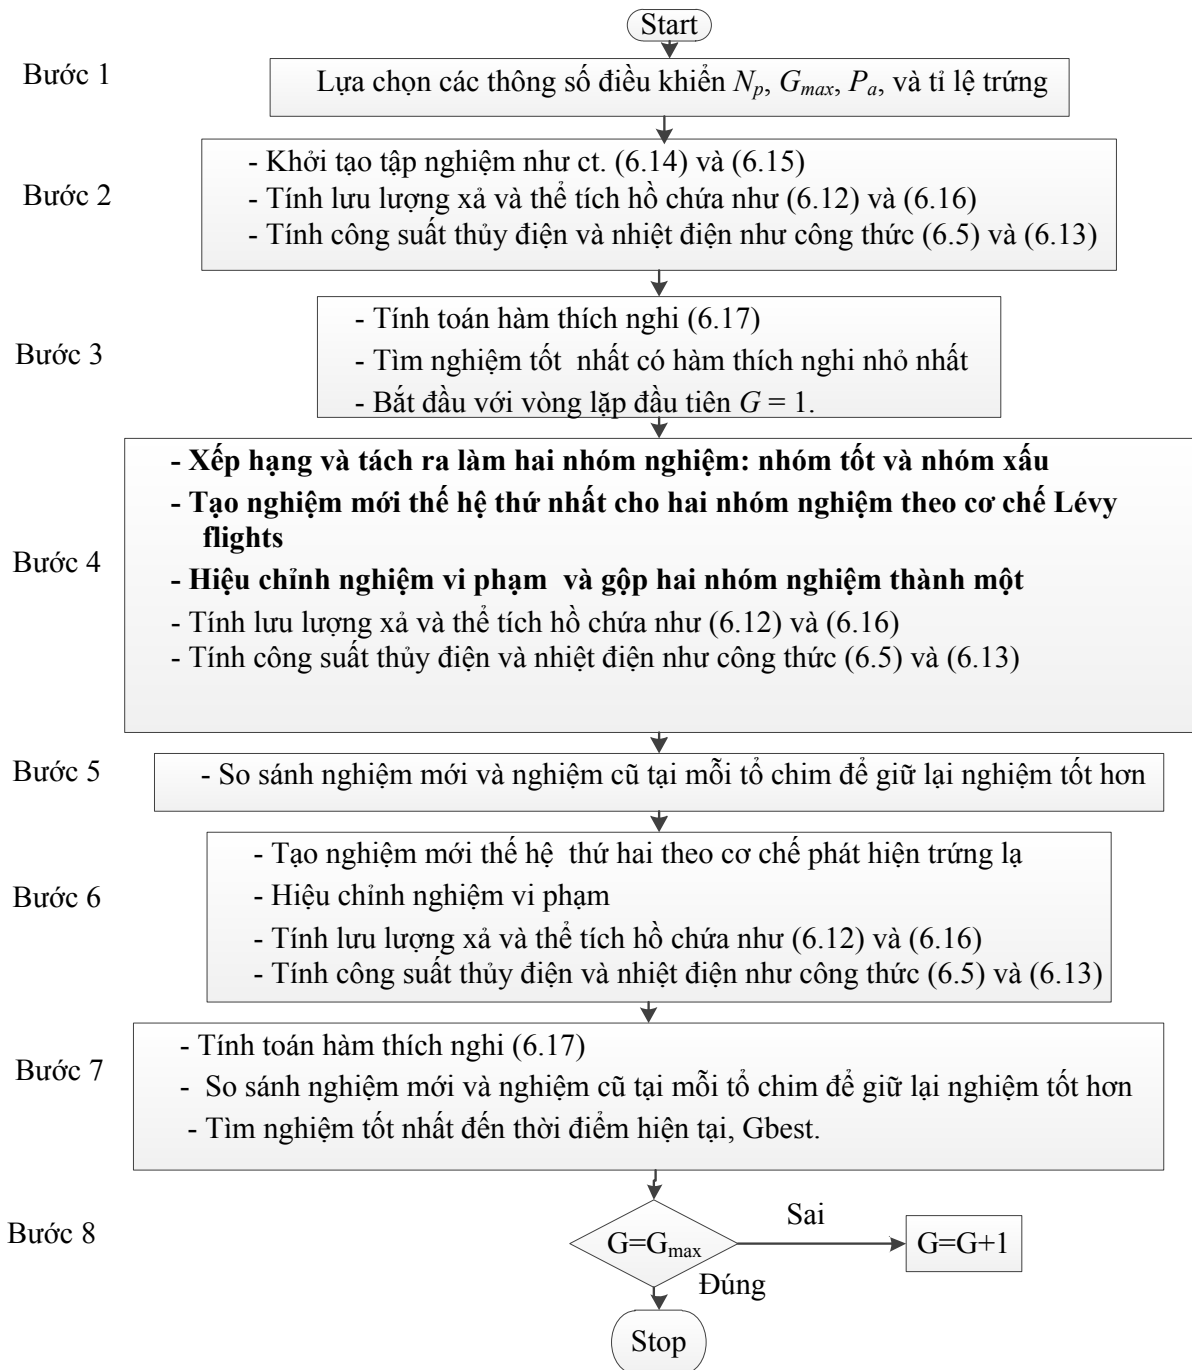 Start
Bước 1
Lựa chọn các thông số điều khiển Np, Gmax, Pa, và tỉ lệ trứng
Bước 2
- Khởi tạo tập nghiệm như ct. (6.14) và (6.15)
- Tính lưu lượng xả và thể tích hồ chứa như (6.12) và (6.16)
- Tính công suất thủy điện và nhiệt điện như công thức (6.5) và (6.13)
Bước 3
- Tính toán hàm thích nghi (6.17)
- Tìm nghiệm tốt nhất có hàm thích nghi nhỏ nhất
- Bắt đầu với vòng lặp đầu tiên G = 1.
Bước 4
- Xếp hạng và tách ra làm hai nhóm nghiệm: nhóm tốt và nhóm xấu
- Tạo nghiệm mới thế hệ thứ nhất cho hai nhóm nghiệm theo cơ chế Lévy
flights
- Hiệu chỉnh nghiệm vi phạm và gộp hai nhóm nghiệm thành một
- Tính lưu lượng xả và thể tích hồ chứa như (6.12) và (6.16)
- Tính công suất thủy điện và nhiệt điện như công thức (6.5) và (6.13)
Bước 5
- So sánh nghiệm mới và nghiệm cũ tại mỗi tổ chim để giữ lại nghiệm tốt hơn
Bước 6
- Tạo nghiệm mới thế hệ thứ hai theo cơ chế phát hiện trứng lạ
- Hiệu chỉnh nghiệm vi phạm
- Tính lưu lượng xả và thể tích hồ chứa như (6.12) và (6.16)
- Tính công suất thủy điện và nhiệt điện như công thức (6.5) và (6.13)
Bước 7
- Tính toán hàm thích nghi (6.17)
- So sánh nghiệm mới và nghiệm cũ tại mỗi tổ chim để giữ lại nghiệm tốt hơn
- Tìm nghiệm tốt nhất đến thời điểm hiện tại, Gbest.
Bước 8
G=Gmax
Sai
G=G+1
Đúng
Stop